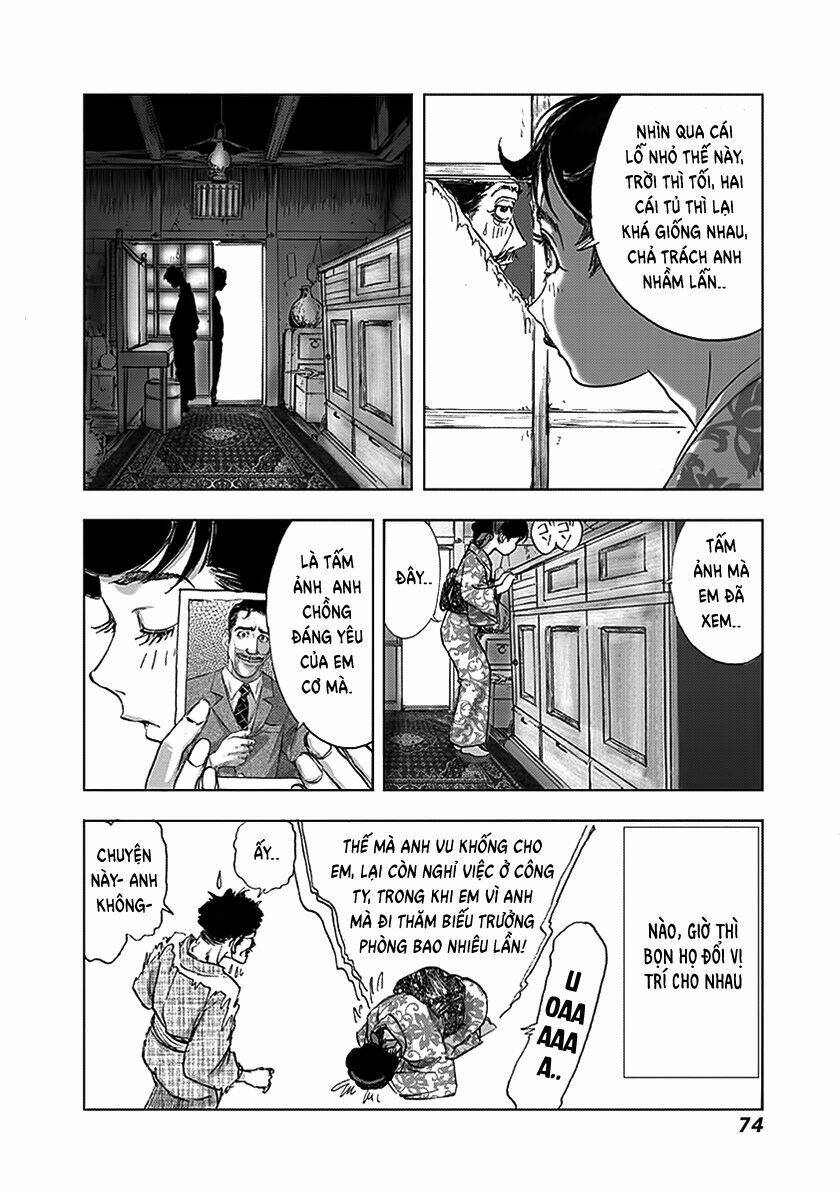 NHÌN QUA CÁI
LỖ NHỎ THẾ NÀY,
TRỜI THÌ TỐI, HAI
CÁI TỦ THÌ LẠI
KHÁ GIỐNG NHAU,
CHẢ TRÁCH ANH
NHẦM LẪN..
TẤM
ẢNH MÀ
EM ĐÃ
XEM..
ĐÂY..
LÀ TẤM
ẢNH ANH
CHỒNG
ĐÁNG YÊU
CỦA EM
CƠ MÀ.
NÀO, GIỜ THÌ
BỌN HỌ ĐỔI VỊ
TRÍ CHO NHAU
U
OAA
AAA
A..
THẾ MÀ ANH VU KHỐNG CHO
EM, LẠI CÒN NGHỈ VIỆC Ở CÔNG
TY, TRONG KHI EM VÌ ANH
MÀ ĐI THĂM BIẾU TRƯỞNG
PHÒNG BAO NHIÊU LẦN!
ẤY..
CHUYỆN
NÀY- ANH
KHÔNG-
74